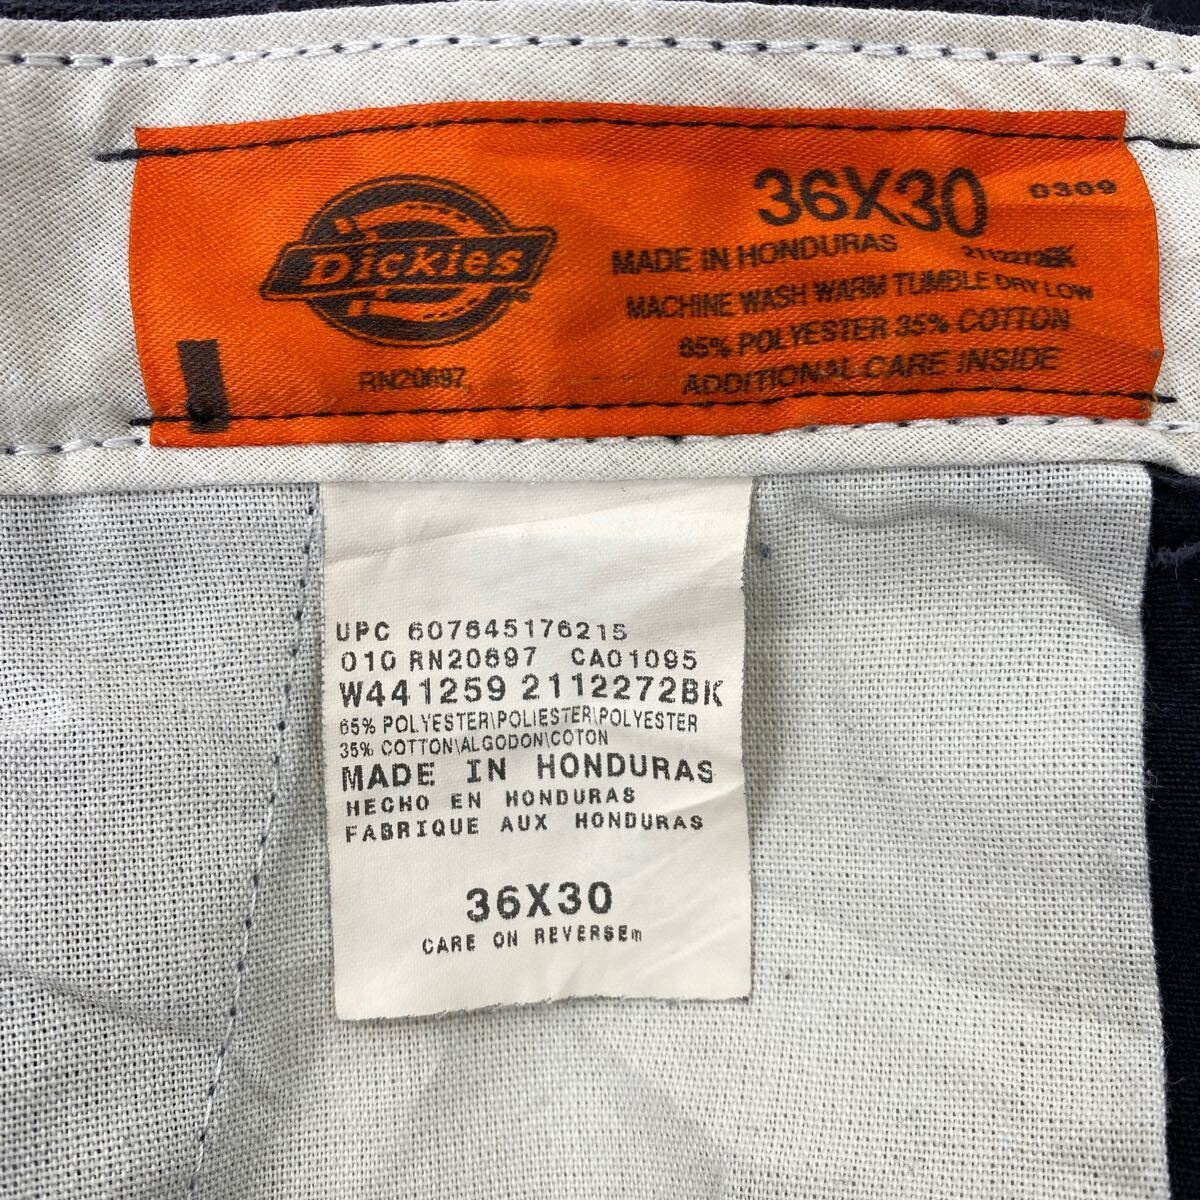 Dickies
RN20697
36X30 0309
MADE IN HONDURAS
2112272BK
MACHINE WASH WARM TUMBLE DRY LOW
65% POLYESTER 35% COTTON
ADDITIONAL CARE INSIDE
UPC 607645176215
010 RN20697 CA01095
W441259 2112272BK
65% POLYESTER\POLIESTER\POLYESTER
35% COTTON\ALGODON\COTON
MADE IN HONDURAS
HECHO EN HONDURAS
FABRIQUE AUX HONDURAS
36X30
CARE ON REVERSEm